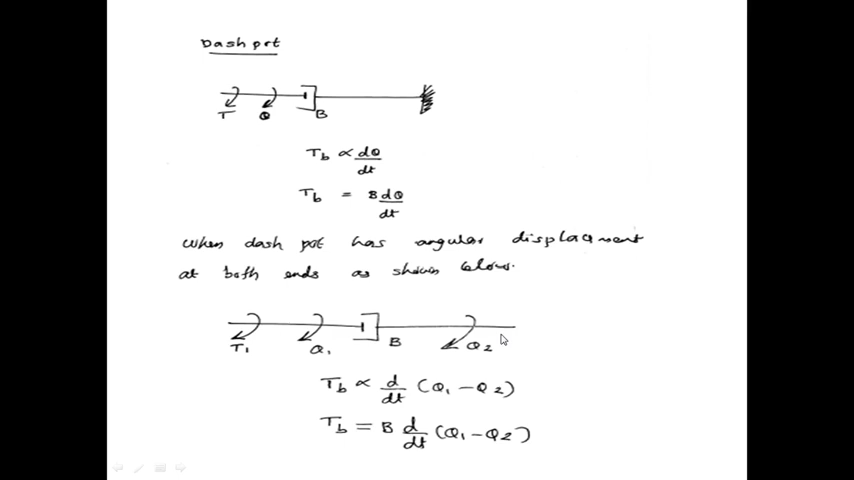 Dash pot
T θ B
T_b ∝ dθ/dt
T_b = B dθ/dt
When dash pot has angular displacement
at both ends as shown below.
T₁ θ₁ B θ₂
T_b ∝ d/dt (θ₁ − θ₂)
T_b = B d/dt (θ₁ − θ₂)